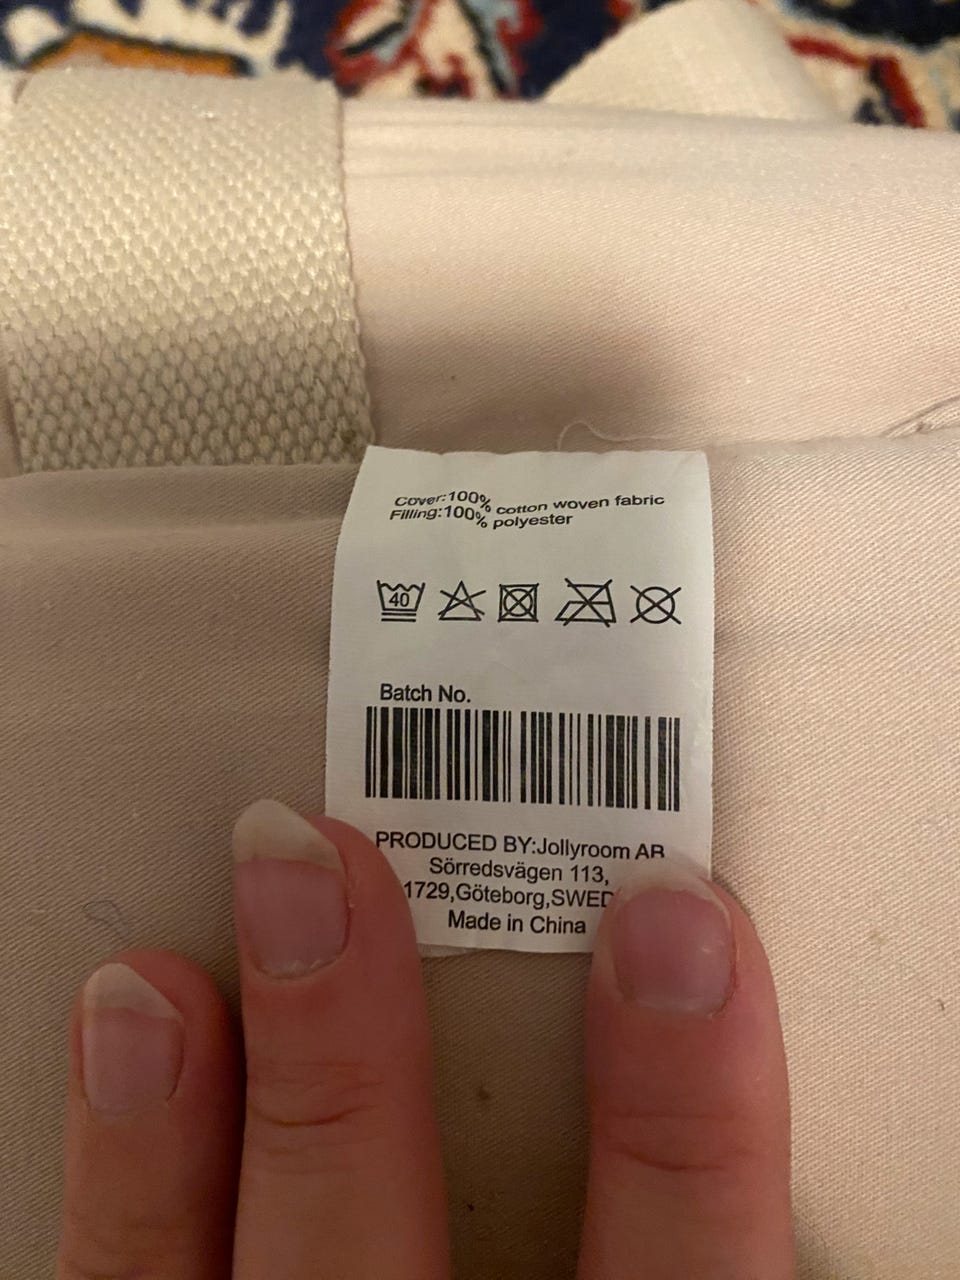 Cover:100% cotton woven fabric
Filling:100% polyester
40
Batch No.
PRODUCED BY:Jollyroom AB
Sörredsvägen 113,
1729,Göteborg,SWED
Made in China